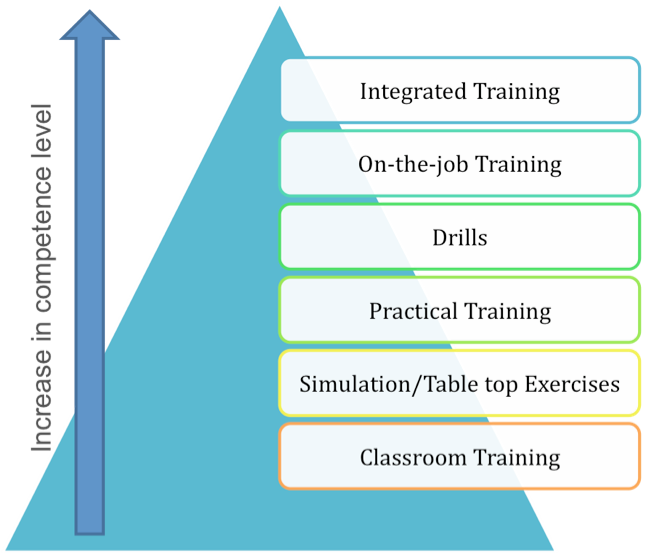 Increase in competence level
Integrated Training
On-the-job Training
Drills
Practical Training
Simulation/Table top Exercises
Classroom Training